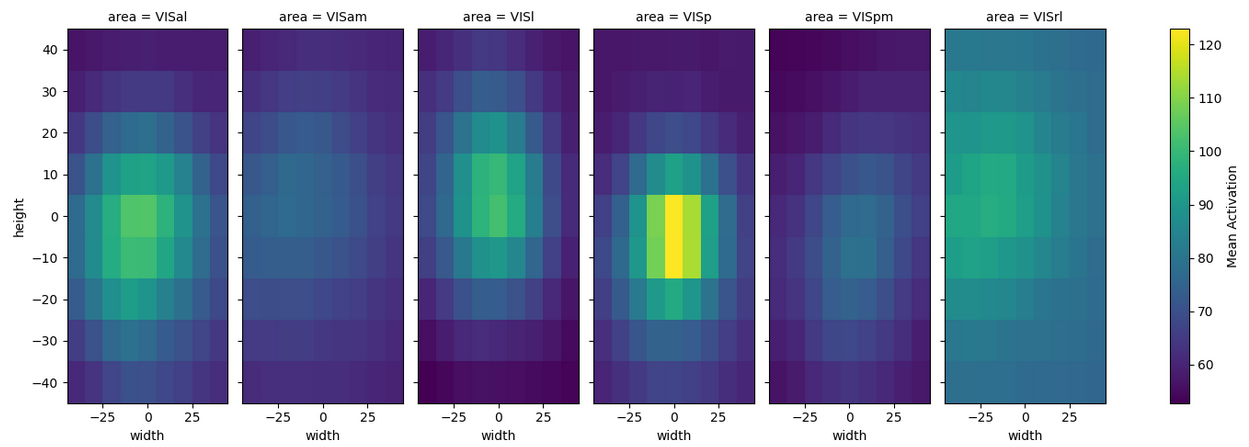 area = VISal
area = VISam
area = VISl
area = VISp
area = VISpm
area = VISrl
height
40
30
20
10
0
−10
−20
−30
−40
−25 0 25
−25 0 25
−25 0 25
−25 0 25
−25 0 25
−25 0 25
width
width
width
width
width
width
120
110
100
90
80
70
60
Mean Activation